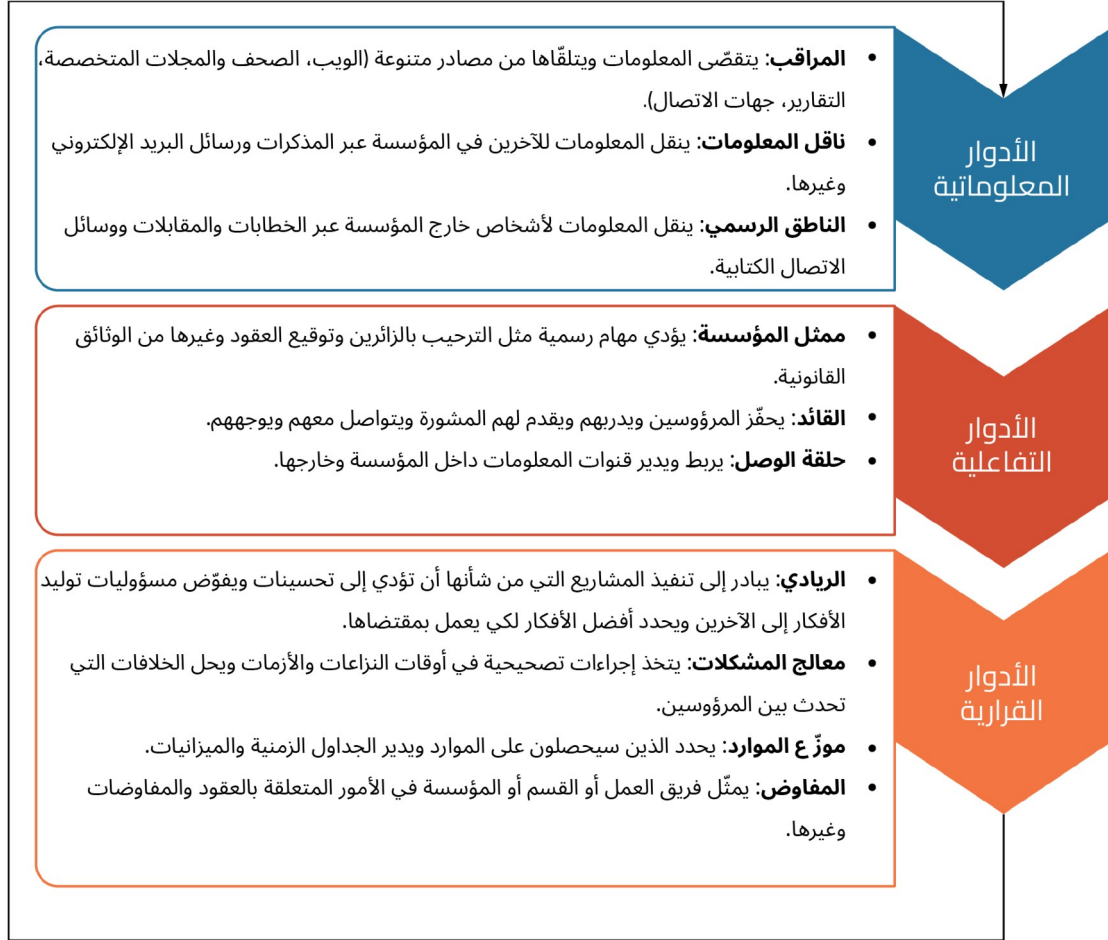 الأدوار
المعلوماتية
• المراقب: يتقصّى المعلومات ويتلقّاها من مصادر متنوعة (الويب، الصحف والمجلات المتخصصة،
التقارير، جهات الاتصال).
• ناقل المعلومات: ينقل المعلومات للآخرين في المؤسسة عبر المذكرات ورسائل البريد الإلكتروني
وغيرها.
• الناطق الرسمي: ينقل المعلومات لأشخاص خارج المؤسسة عبر الخطابات والمقابلات ووسائل
الاتصال الكتابية.
الأدوار
التفاعلية
• ممثل المؤسسة: يؤدي مهام رسمية مثل الترحيب بالزائرين وتوقيع العقود وغيرها من الوثائق
القانونية.
• القائد: يحفّز المرؤوسين ويدربهم ويقدم لهم المشورة ويتواصل معهم ويوجههم.
• حلقة الوصل: يربط ويدير قنوات المعلومات داخل المؤسسة وخارجها.
الأدوار
القرارية
• الريادي: يبادر إلى تنفيذ المشاريع التي من شأنها أن تؤدي إلى تحسينات ويفوّض مسؤوليات توليد
الأفكار إلى الآخرين ويحدد أفضل الأفكار لكي يعمل بمقتضاها.
• معالج المشكلات: يتخذ إجراءات تصحيحية في أوقات النزاعات والأزمات ويحل الخلافات التي
تحدث بين المرؤوسين.
• موزّع الموارد: يحدد الذين سيحصلون على الموارد ويدير الجداول الزمنية والميزانيات.
• المفاوض: يمثّل فريق العمل أو القسم أو المؤسسة في الأمور المتعلقة بالعقود والمفاوضات
وغيرها.